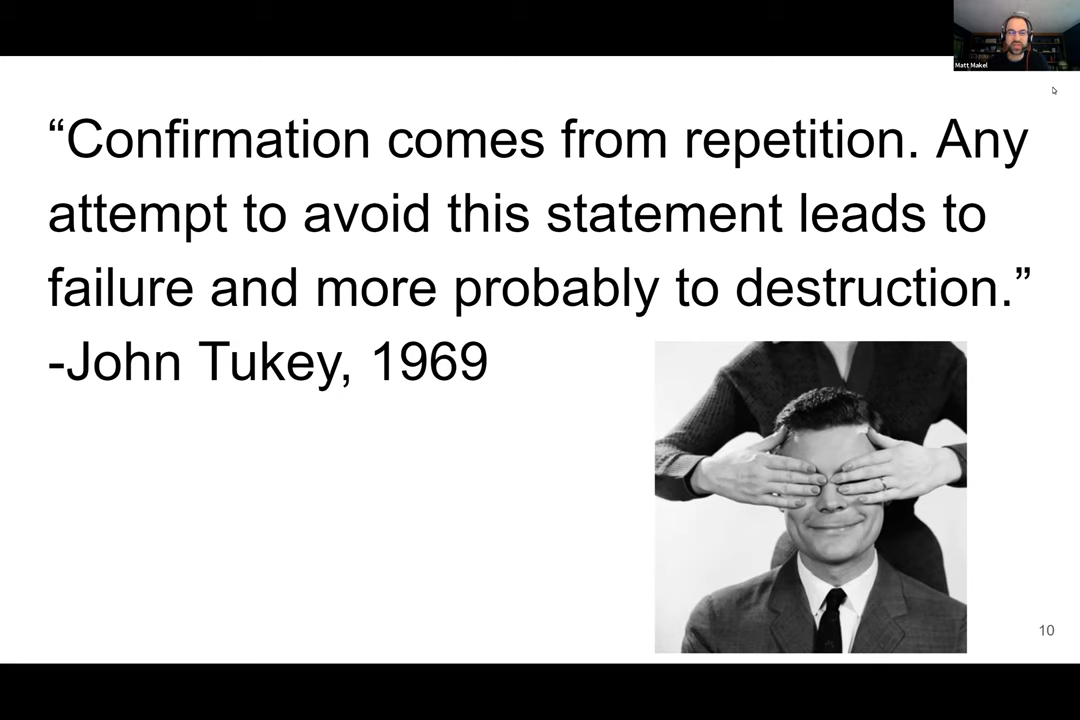 Matt Makel
“Confirmation comes from repetition. Any
attempt to avoid this statement leads to
failure and more probably to destruction.”
-John Tukey, 1969
10